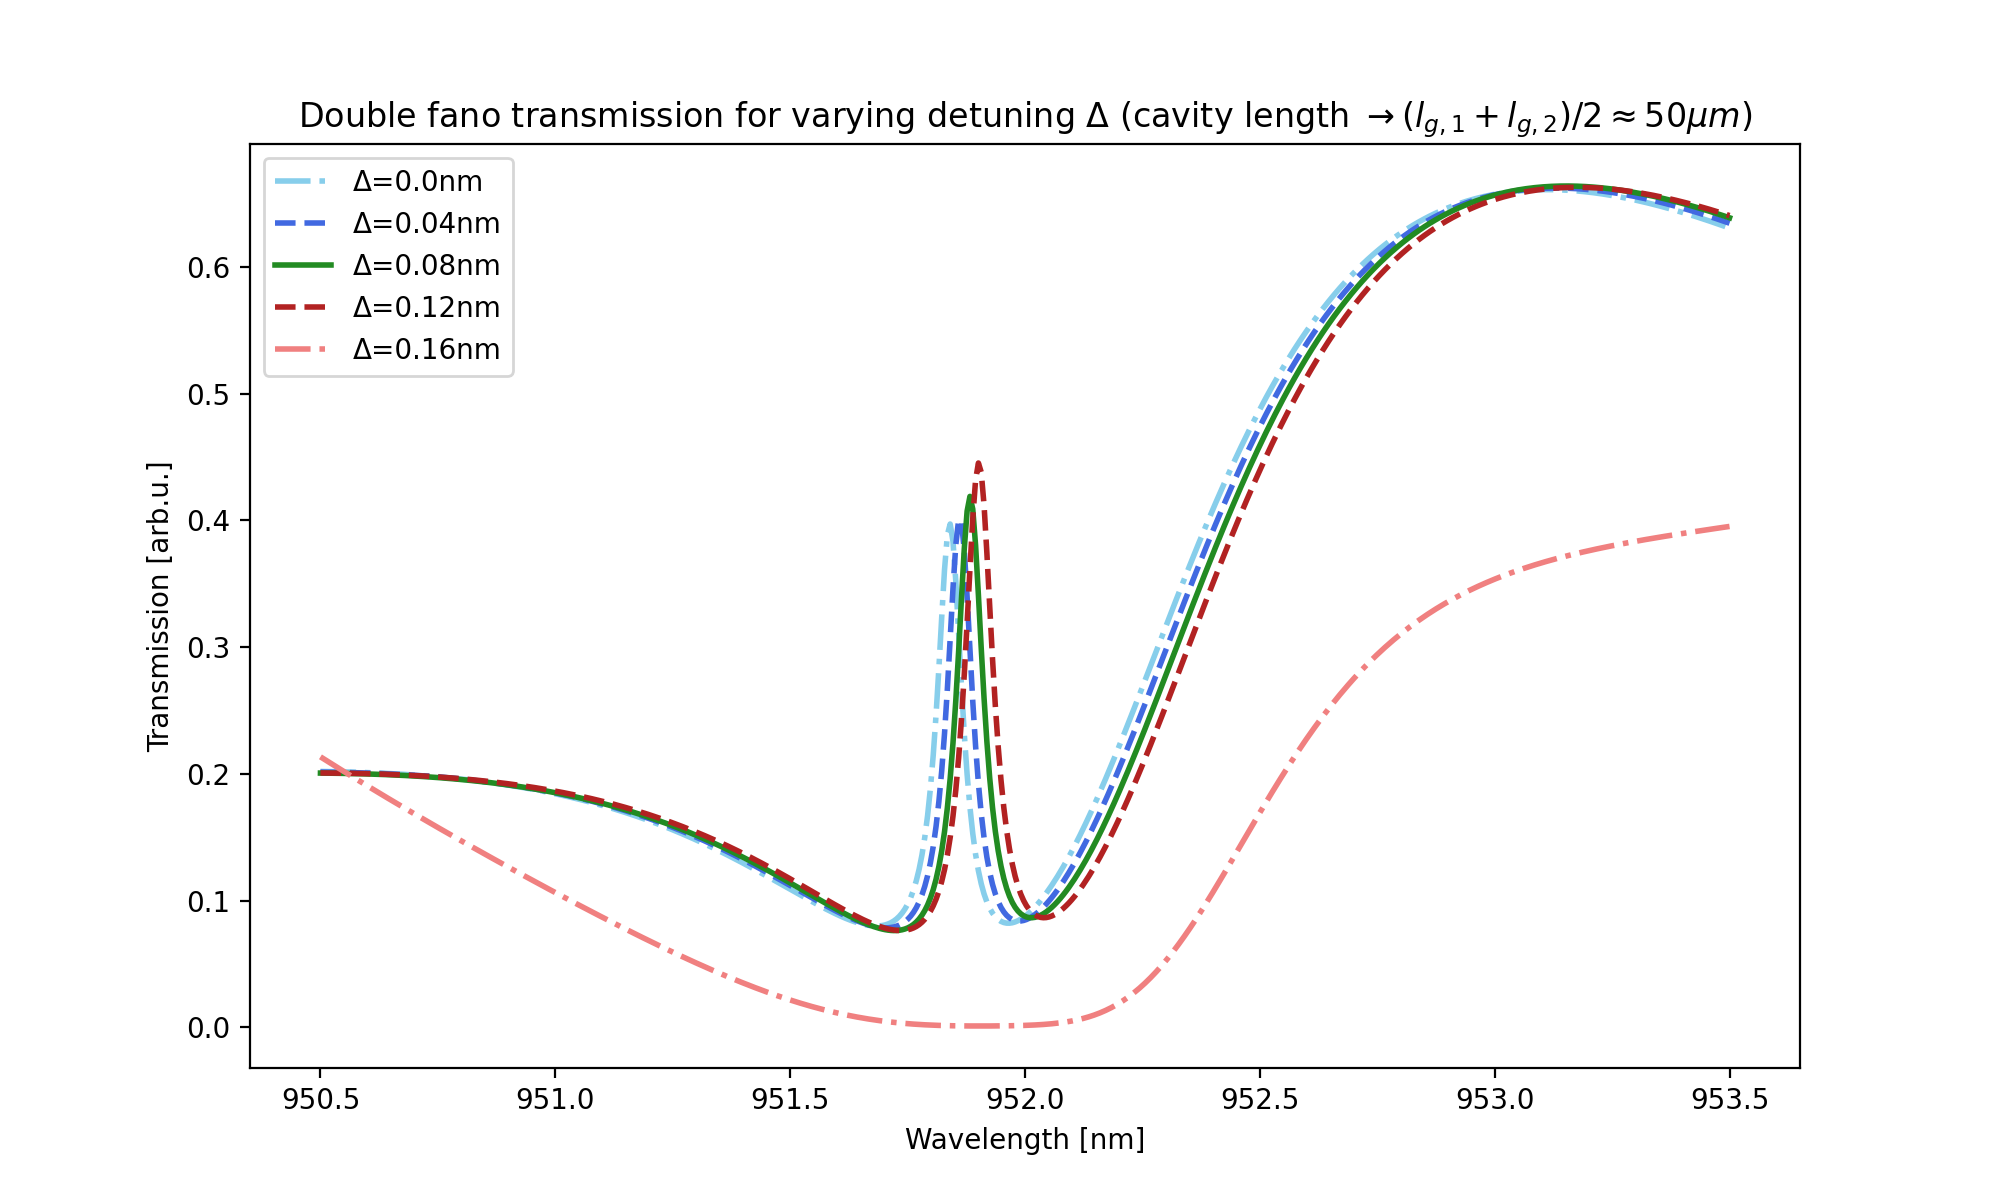 Double fano transmission for varying detuning Δ (cavity length → (l_{g,1} + l_{g,2})/2 ≈ 50μm)
Δ=0.0nm
Δ=0.04nm
Δ=0.08nm
Δ=0.12nm
Δ=0.16nm
Transmission [arb.u.]
0.6
0.5
0.4
0.3
0.2
0.1
0.0
950.5 951.0 951.5 952.0 952.5 953.0 953.5
Wavelength [nm]